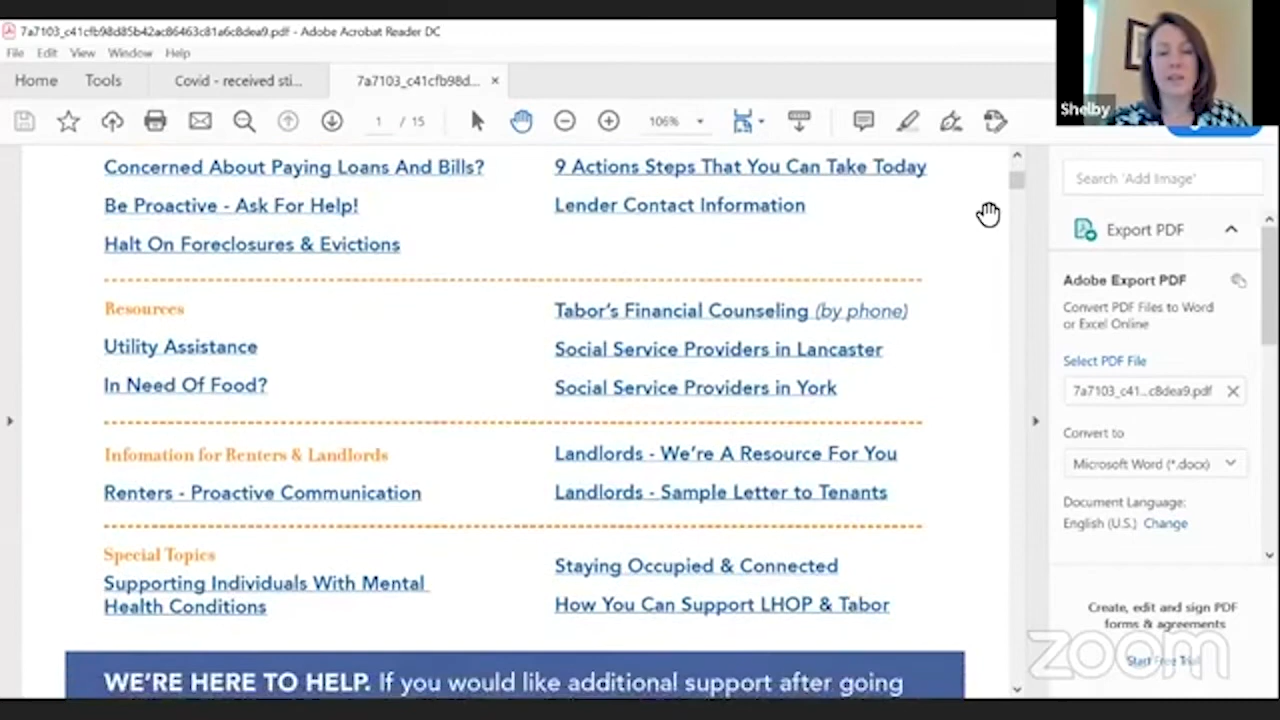 7a7103_c41cfb98d85b42ac86463c81a6c8dea9.pdf - Adobe Acrobat Reader DC
File Edit View Window Help
Home Tools Covid - received sti... 7a7103_c41cfb98d... ×
1 / 15 106%
Shelby
Concerned About Paying Loans And Bills?
Be Proactive - Ask For Help!
Halt On Foreclosures & Evictions
9 Actions Steps That You Can Take Today
Lender Contact Information
Resources
Utility Assistance
In Need Of Food?
Tabor's Financial Counseling (by phone)
Social Service Providers in Lancaster
Social Service Providers in York
Infomation for Renters & Landlords
Renters - Proactive Communication
Landlords - We're A Resource For You
Landlords - Sample Letter to Tenants
Special Topics
Supporting Individuals With Mental
Health Conditions
Staying Occupied & Connected
How You Can Support LHOP & Tabor
WE'RE HERE TO HELP. If you would like additional support after going
Search 'Add Image'
Export PDF
Adobe Export PDF
Convert PDF Files to Word
or Excel Online
Select PDF File
7a7103_c41...c8dea9.pdf
Convert to
Microsoft Word (*.docx)
Document Language:
English (U.S.) Change
Create, edit and sign PDF
forms & agreements
Start Free Trial
zoom